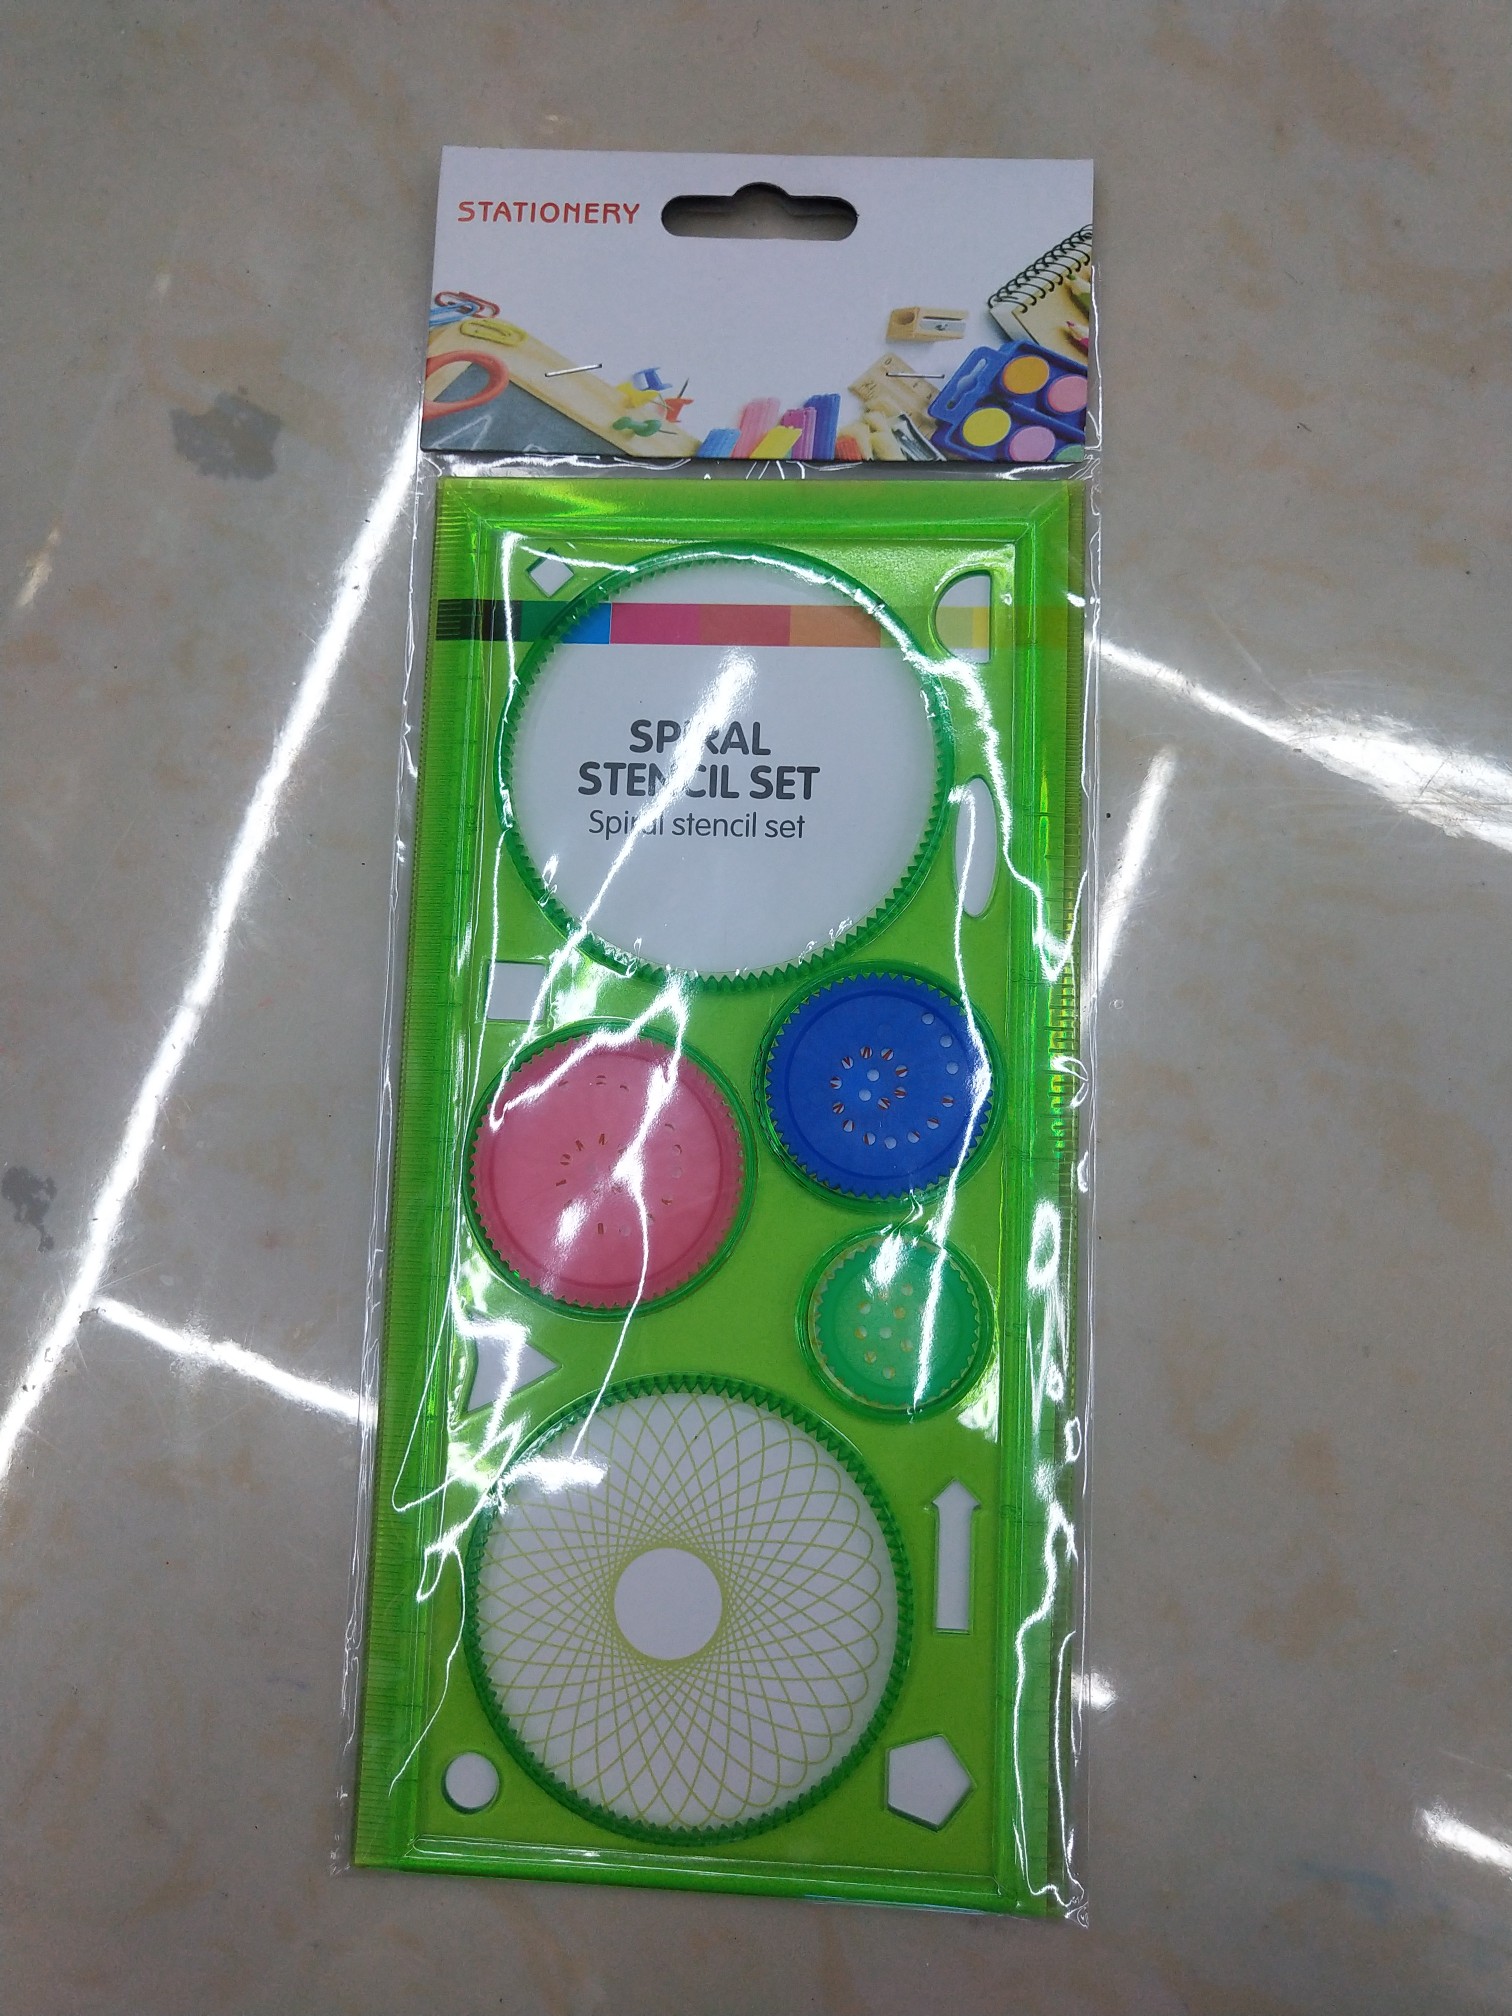 STATIONERY
SPIRAL
STENCIL SET
Spiral stencil set